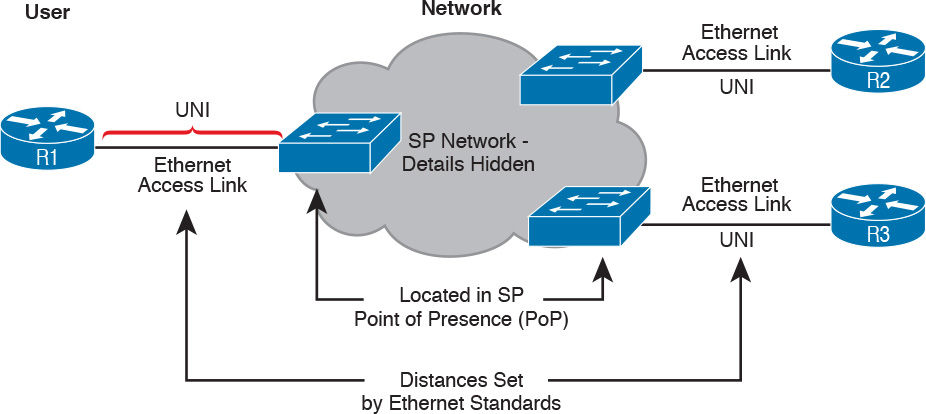 User
Network
UNI
R1
Ethernet
Access Link
SP Network -
Details Hidden
Ethernet
Access Link
UNI
R2
Ethernet
Access Link
UNI
R3
Located in SP
Point of Presence (PoP)
Distances Set
by Ethernet Standards